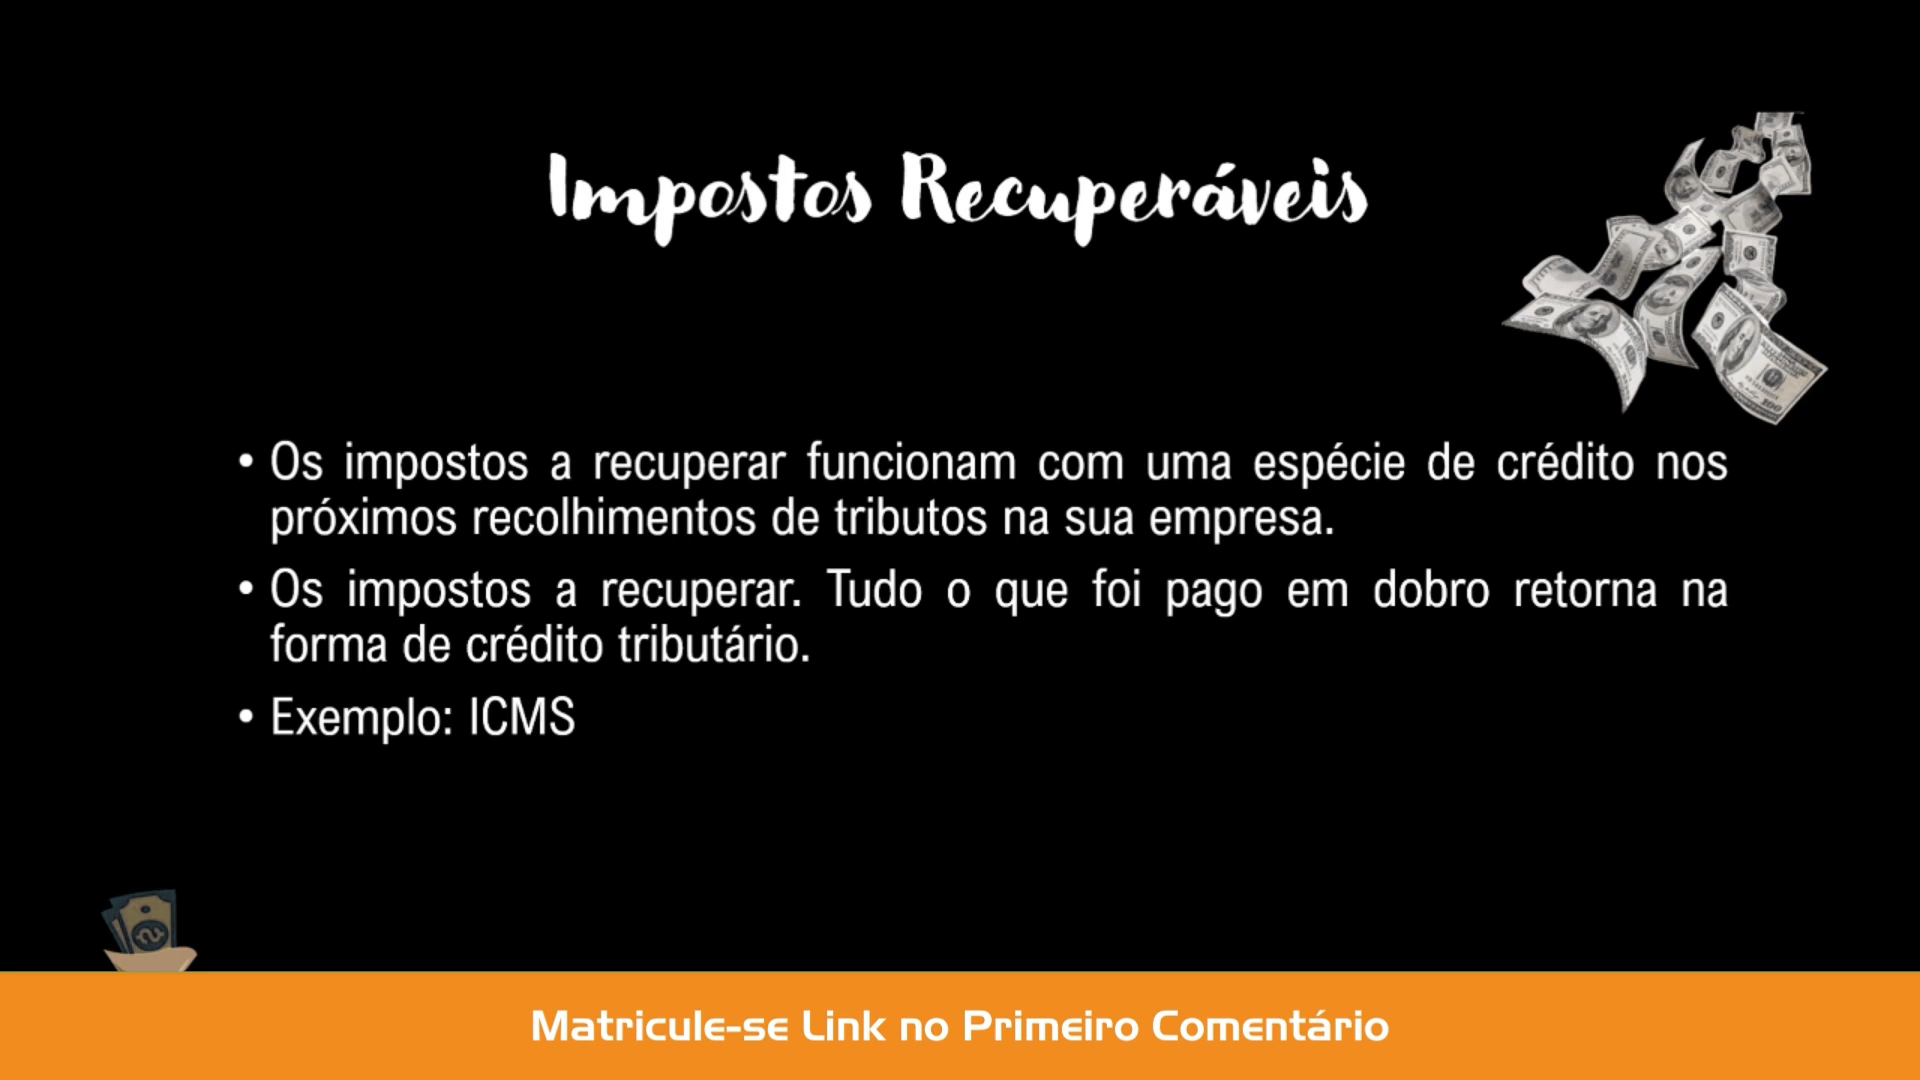 Impostos Recuperáveis
• Os impostos a recuperar funcionam com uma espécie de crédito nos
próximos recolhimentos de tributos na sua empresa.
• Os impostos a recuperar. Tudo o que foi pago em dobro retorna na
forma de crédito tributário.
• Exemplo: ICMS
Matricule-se Link no Primeiro Comentário